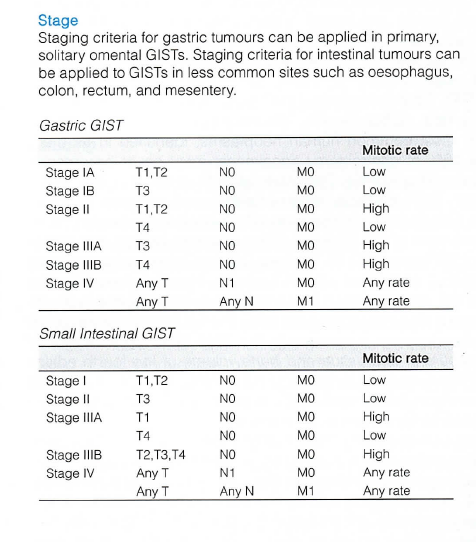 Stage
Staging criteria for gastric tumours can be applied in primary,
solitary omental GISTs. Staging criteria for intestinal tumours can
be applied to GISTs in less common sites such as oesophagus,
colon, rectum, and mesentery.
Gastric GIST
Mitotic rate
Stage IA T1,T2 N0 M0 Low
Stage IB T3 N0 M0 Low
Stage II T1,T2 N0 M0 High
T4 N0 M0 Low
Stage IIIA T3 N0 M0 High
Stage IIIB T4 N0 M0 High
Stage IV Any T N1 M0 Any rate
Any T Any N M1 Any rate
Small Intestinal GIST
Mitotic rate
Stage I T1,T2 N0 M0 Low
Stage II T3 N0 M0 Low
Stage IIIA T1 N0 M0 High
T4 N0 M0 Low
Stage IIIB T2,T3,T4 N0 M0 High
Stage IV Any T N1 M0 Any rate
Any T Any N M1 Any rate